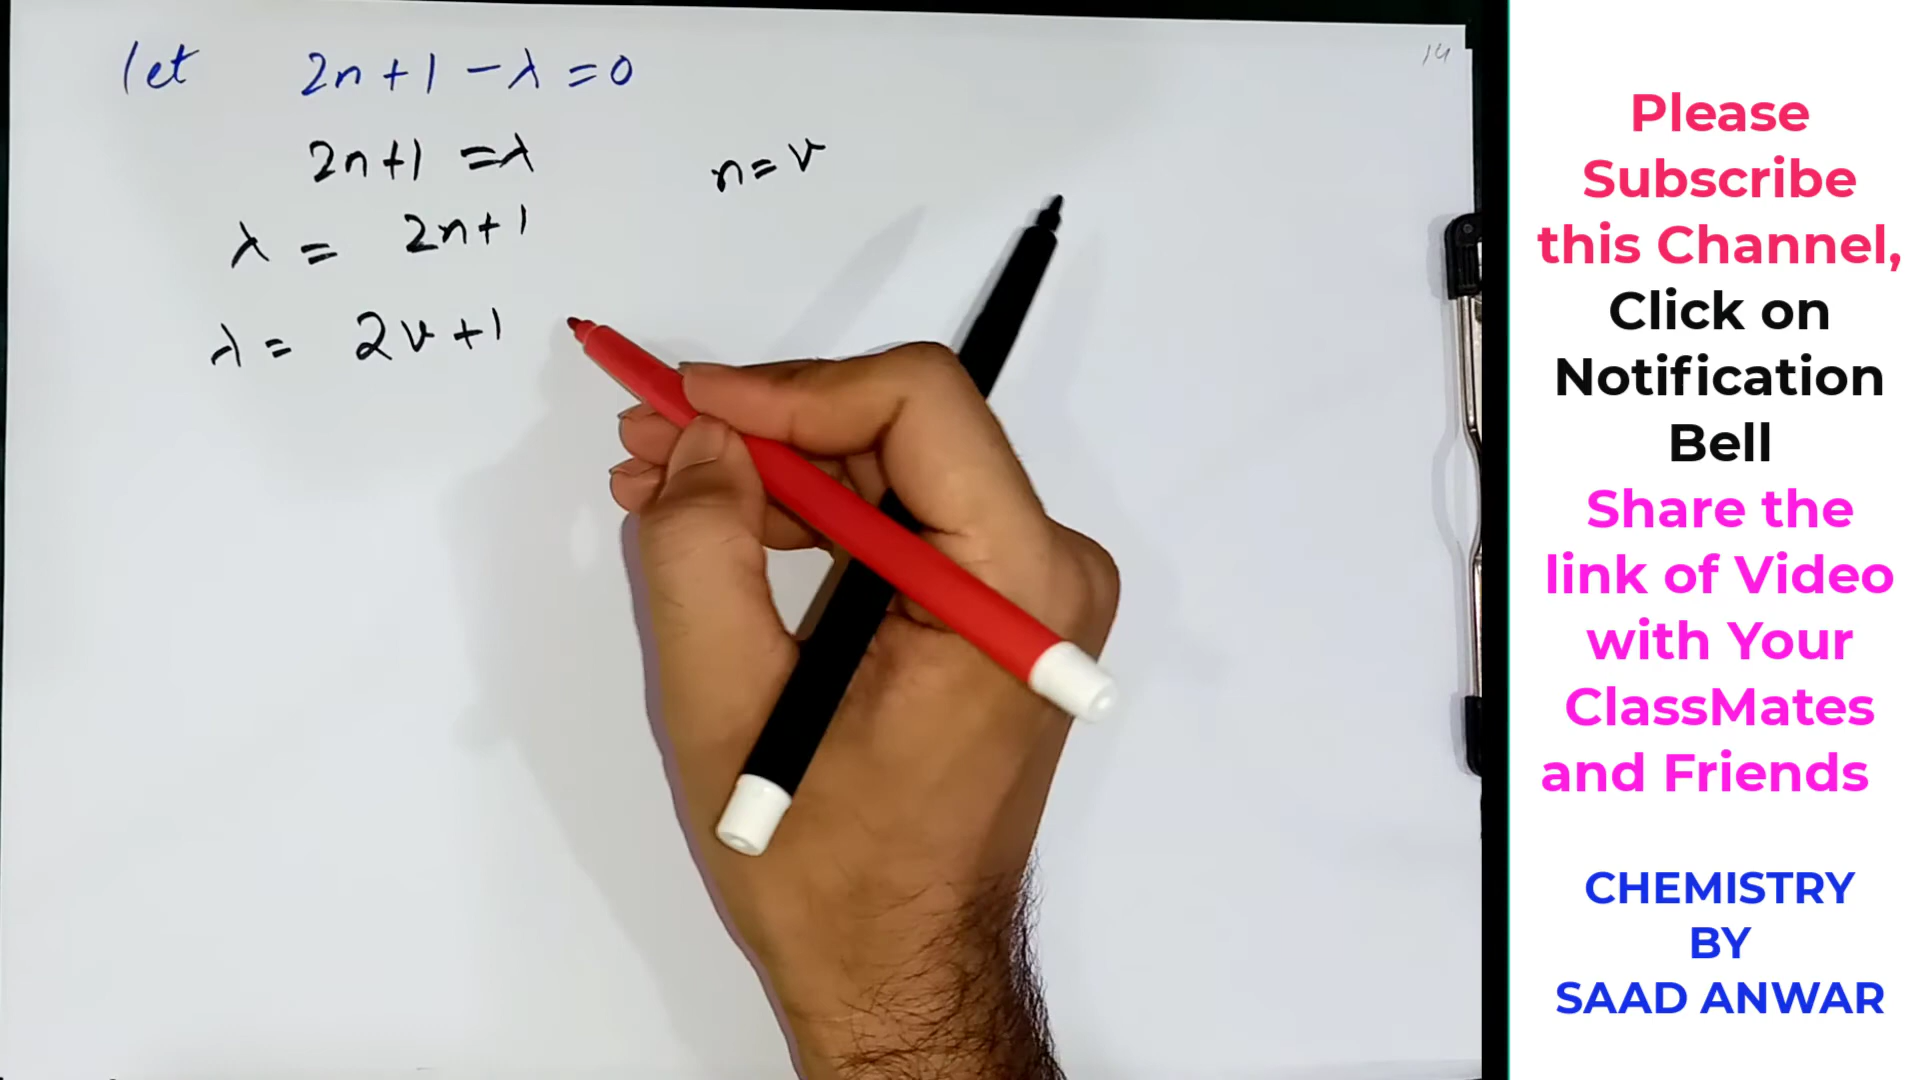 let 2n+1-λ=0
2n+1 =λ
n=v
λ = 2n+1
λ = 2v+1
14
Please
Subscribe
this Channel,
Click on
Notification
Bell
Share the
link of Video
with Your
ClassMates
and Friends
CHEMISTRY
BY
SAAD ANWAR